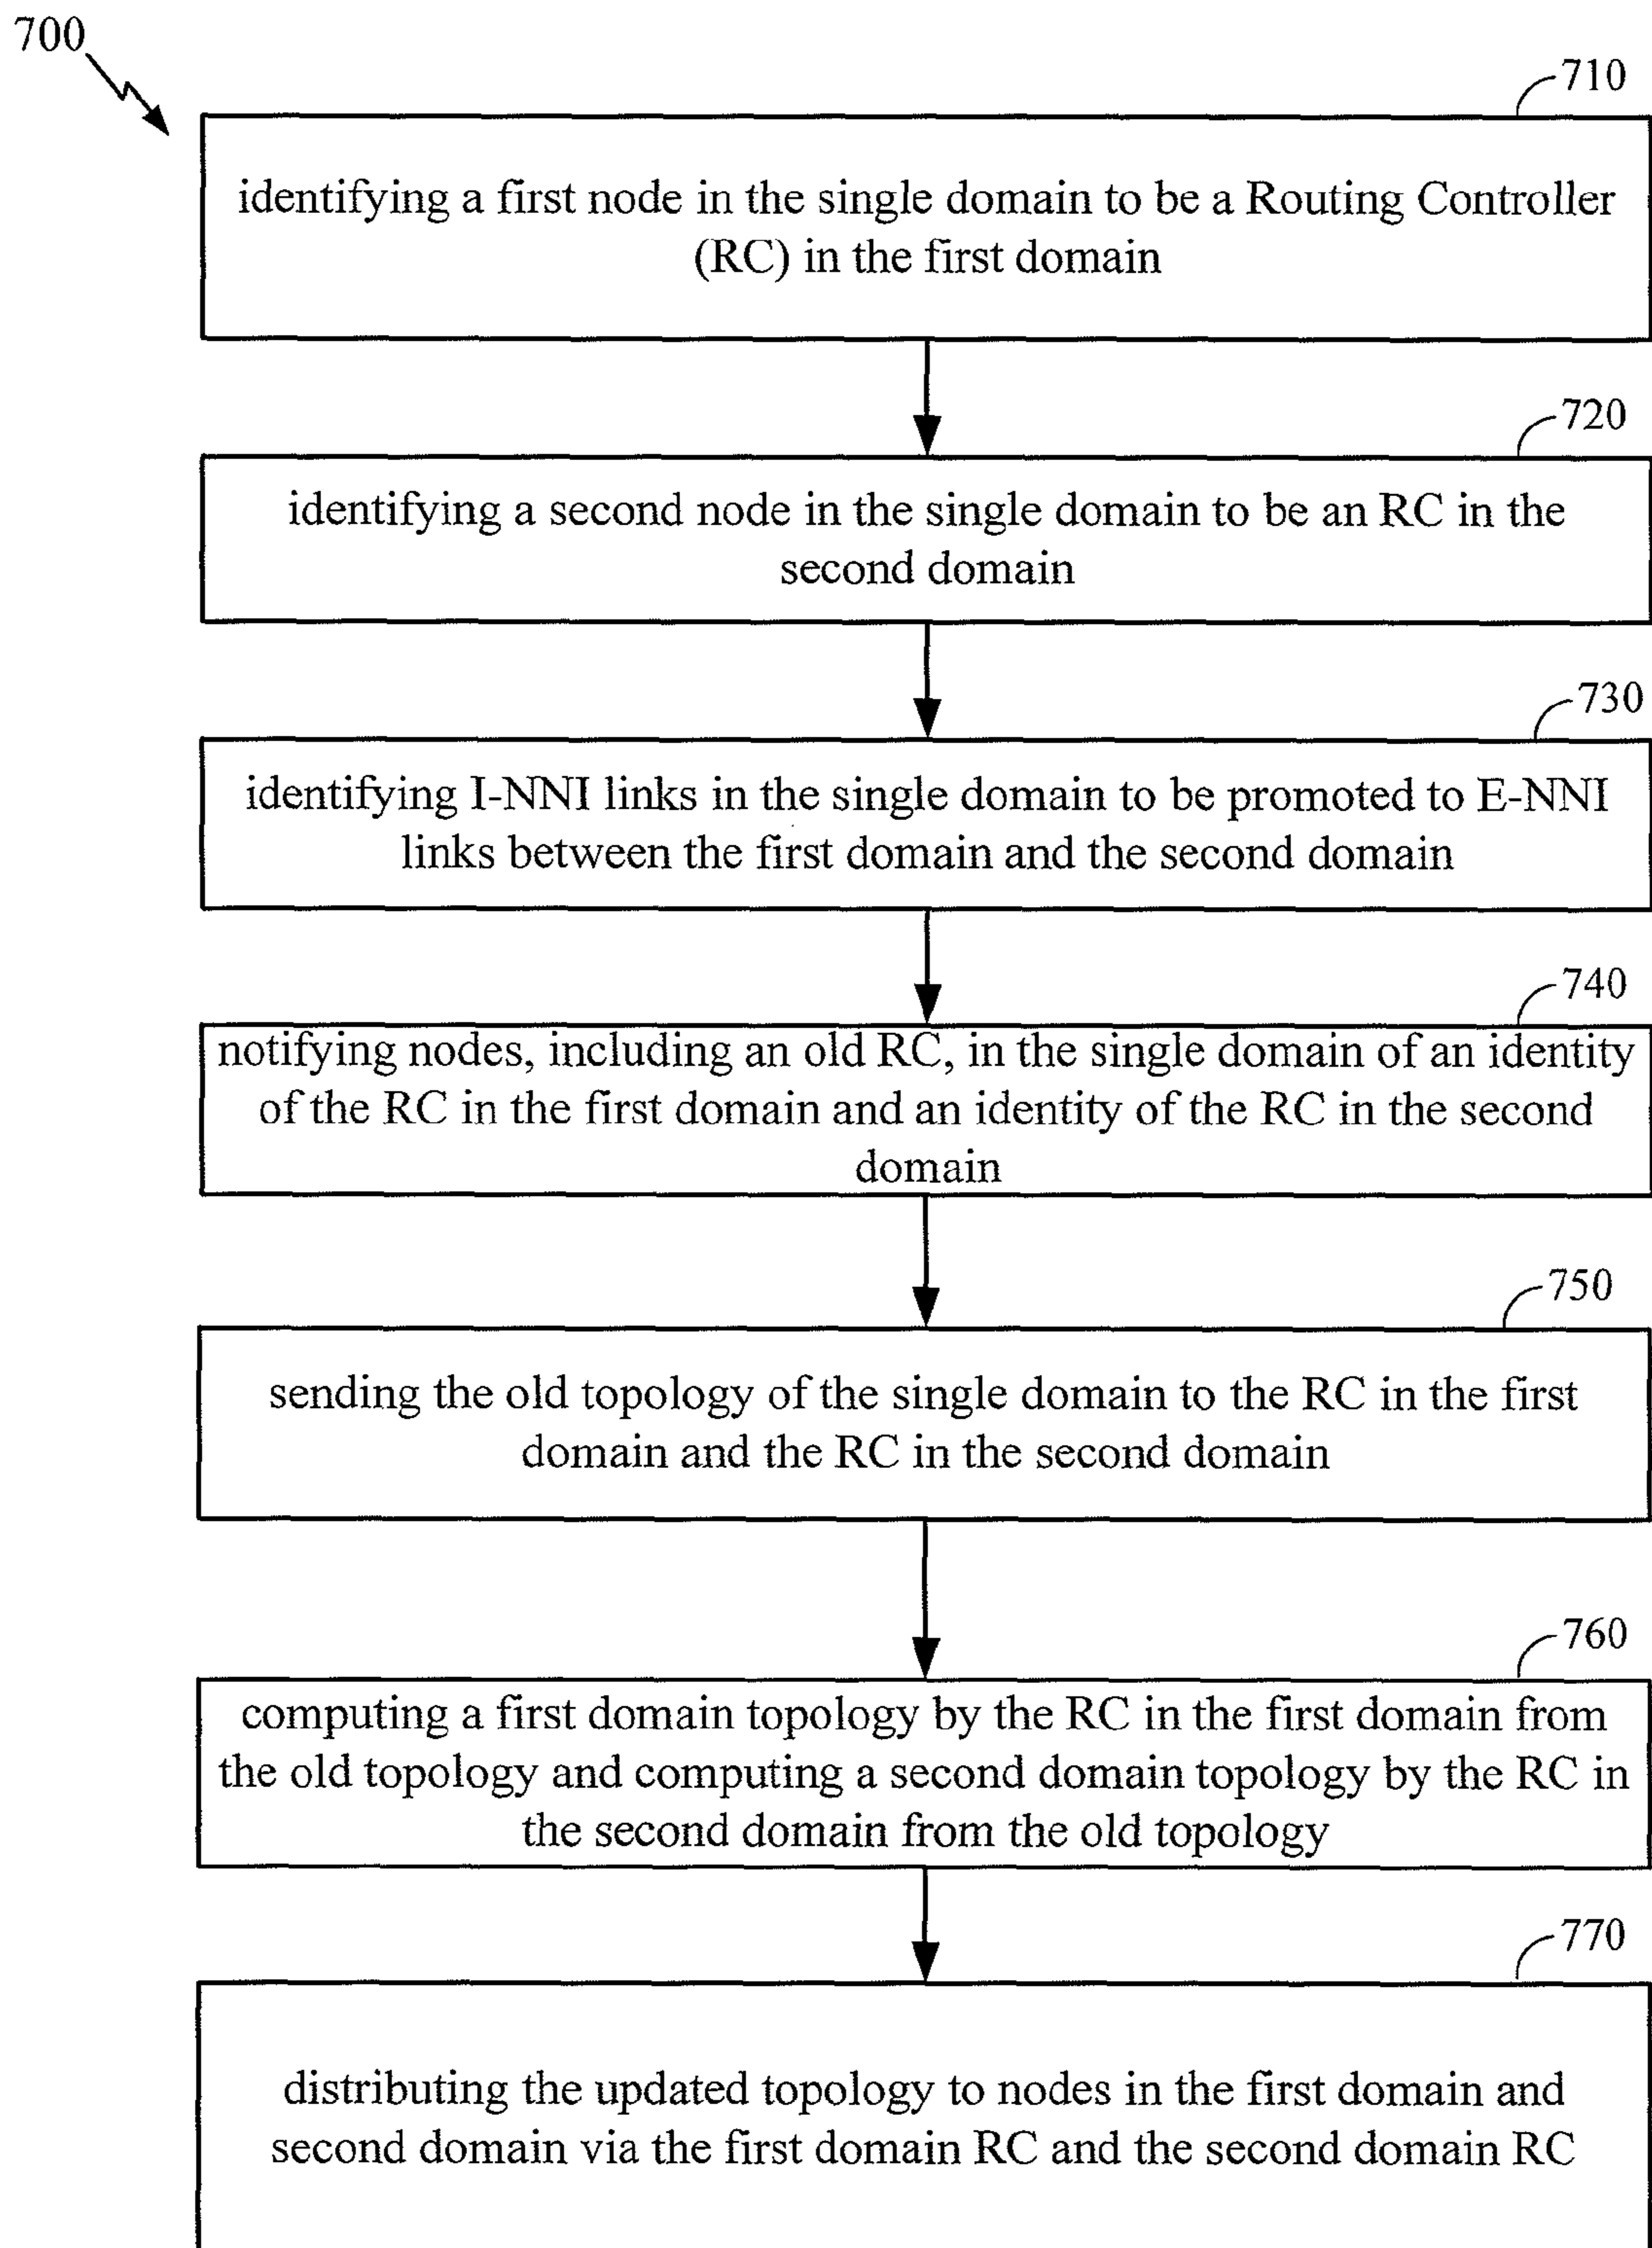 700
710
identifying a first node in the single domain to be a Routing Controller
(RC) in the first domain
720
identifying a second node in the single domain to be an RC in the
second domain
730
identifying I-NNI links in the single domain to be promoted to E-NNI
links between the first domain and the second domain
740
notifying nodes, including an old RC, in the single domain of an identity
of the RC in the first domain and an identity of the RC in the second
domain
750
sending the old topology of the single domain to the RC in the first
domain and the RC in the second domain
760
computing a first domain topology by the RC in the first domain from
the old topology and computing a second domain topology by the RC in
the second domain from the old topology
770
distributing the updated topology to nodes in the first domain and
second domain via the first domain RC and the second domain RC